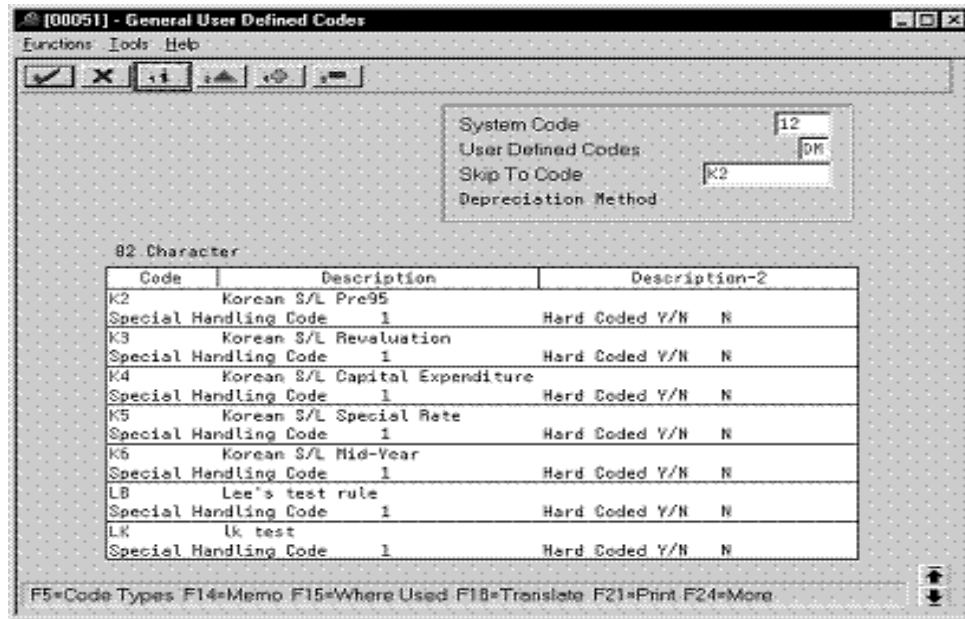 [00051] - General User Defined Codes
Functions Tools Help
System Code 12
User Defined Codes DM
Skip To Code K2
Depreciation Method
02 Character
Code Description Description-2
K2 Korean S/L Pre95
Special Handling Code 1 Hard Coded Y/N N
K3 Korean S/L Revaluation
Special Handling Code 1 Hard Coded Y/N N
K4 Korean S/L Capital Expenditure
Special Handling Code 1 Hard Coded Y/N N
K5 Korean S/L Special Rate
Special Handling Code 1 Hard Coded Y/N N
K6 Korean S/L Mid-Year
Special Handling Code 1 Hard Coded Y/N N
Lee's test rule
Special Handling Code 1 Hard Coded Y/N N
LK lk test
Special Handling Code 1 Hard Coded Y/N N
F5=Code Types F14=Memo F15=Where Used F18=Translate F21=Print F24=More